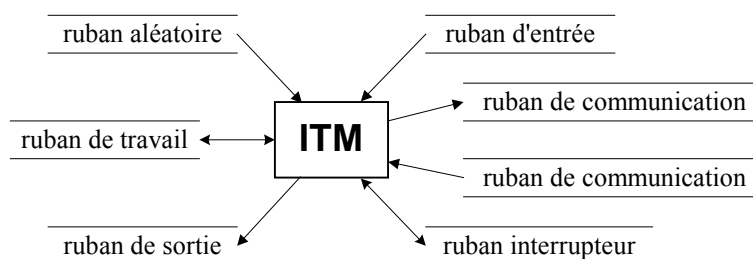 ruban aléatoire
ruban d'entrée
ruban de communication
ruban de travail
ITM
ruban de communication
ruban de sortie
ruban interrupteur